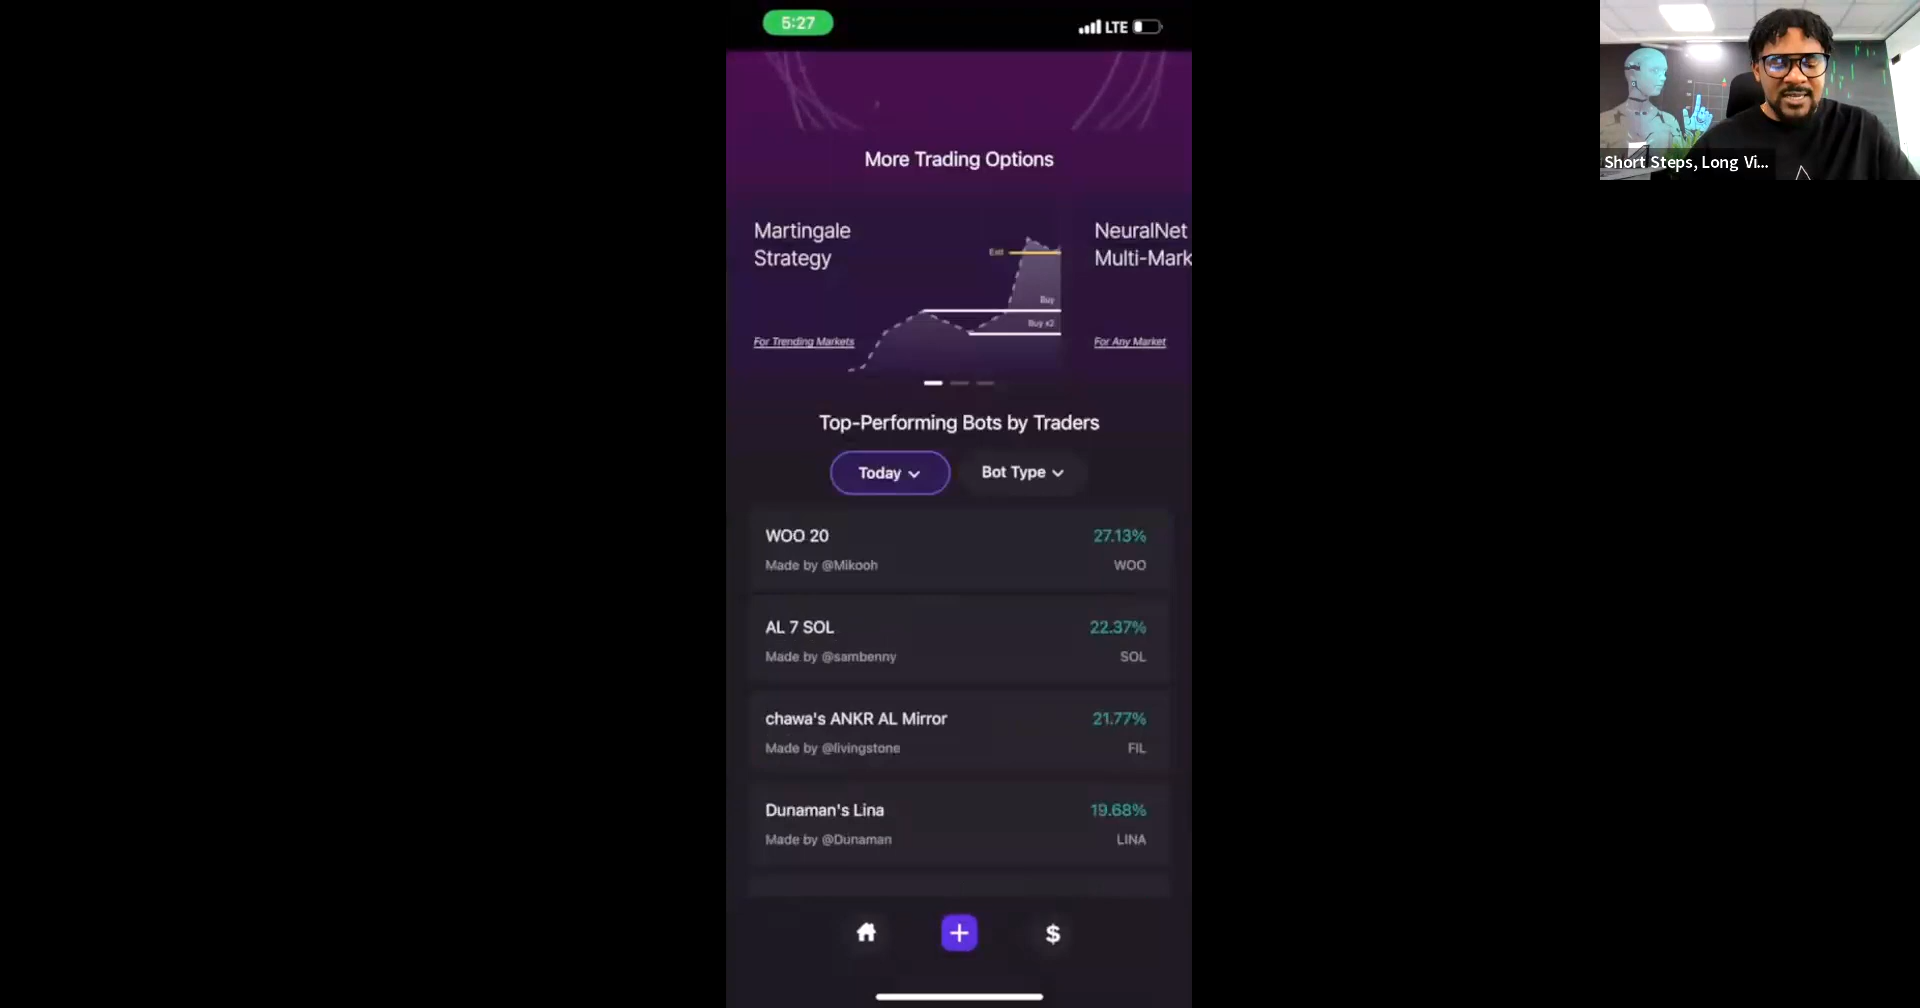 5:27
LTE
More Trading Options
Martingale
Strategy
Exit
Buy
Buy x2
For Trending Markets
NeuralNet
Multi-Mark
For Any Market
Top-Performing Bots by Traders
Today
Bot Type
WOO 20
27.13%
Made by @Mikooh
WOO
AL 7 SOL
22.37%
Made by @sambenny
SOL
chawa's ANKR AL Mirror
21.77%
Made by @livingstone
FIL
Dunaman's Lina
19.68%
Made by @Dunaman
LINA
$
Short Steps, Long Vi...